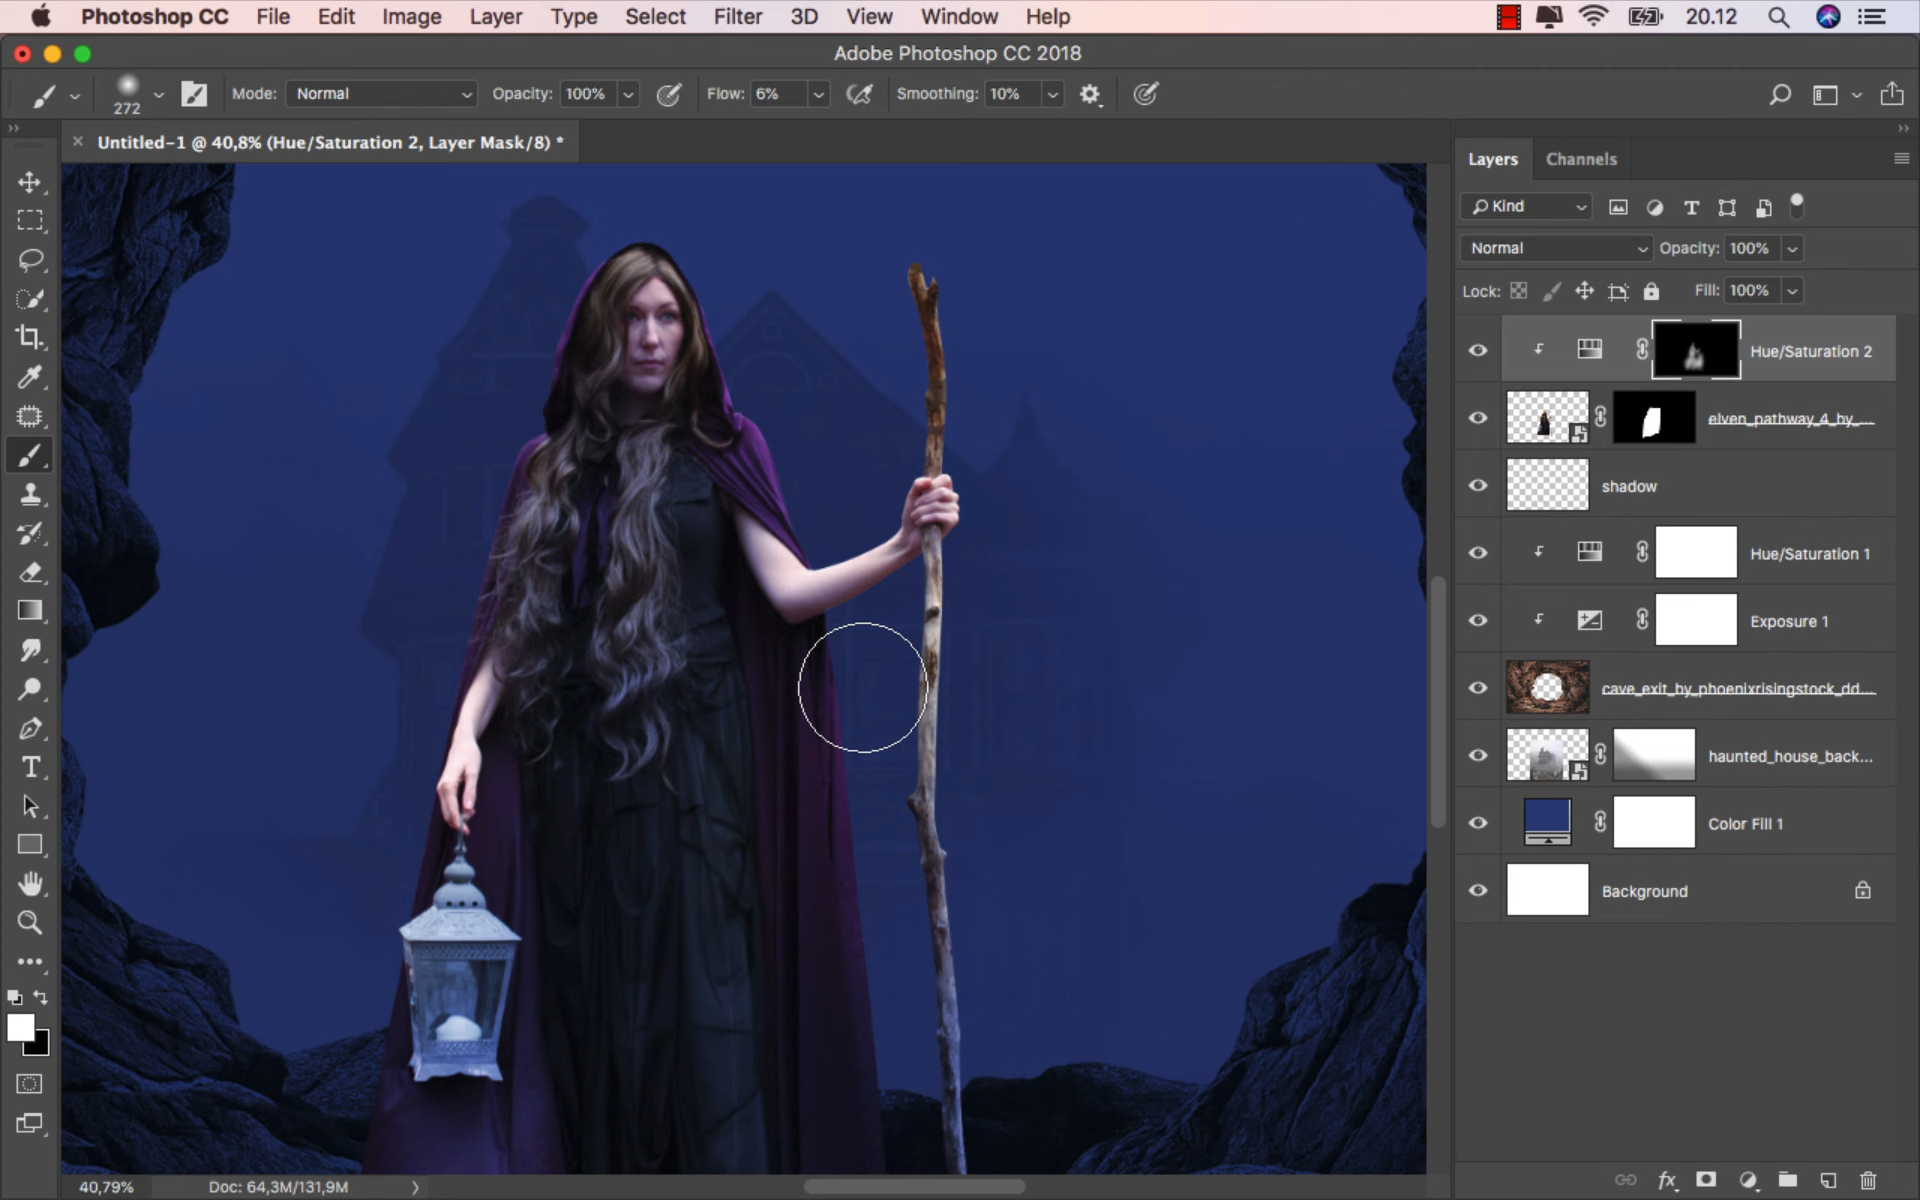 Photoshop CC File Edit Image Layer Type Select Filter 3D View Window Help 20.12
Adobe Photoshop CC 2018
272 Mode: Normal Opacity: 100% Flow: 6% Smoothing: 10%
Untitled-1 @ 40,8% (Hue/Saturation 2, Layer Mask/8) *
Layers Channels
Kind
Normal Opacity: 100%
Lock: Fill: 100%
Hue/Saturation 2
elven_pathway_4_by_...
shadow
Hue/Saturation 1
Exposure 1
cave_exit_by_phoenixrisingstock_dd...
haunted_house_back...
Color Fill 1
Background
40,79% Doc: 64,3M/131,9M